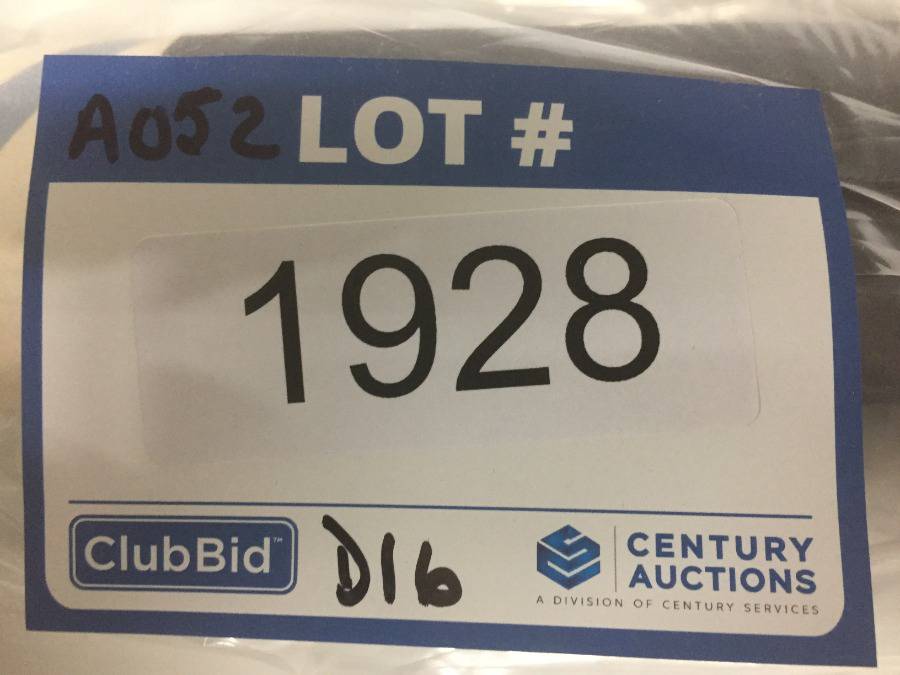 A052 LOT #
1928
ClubBid™
D16
CENTURY
AUCTIONS
A DIVISION OF CENTURY SERVICES